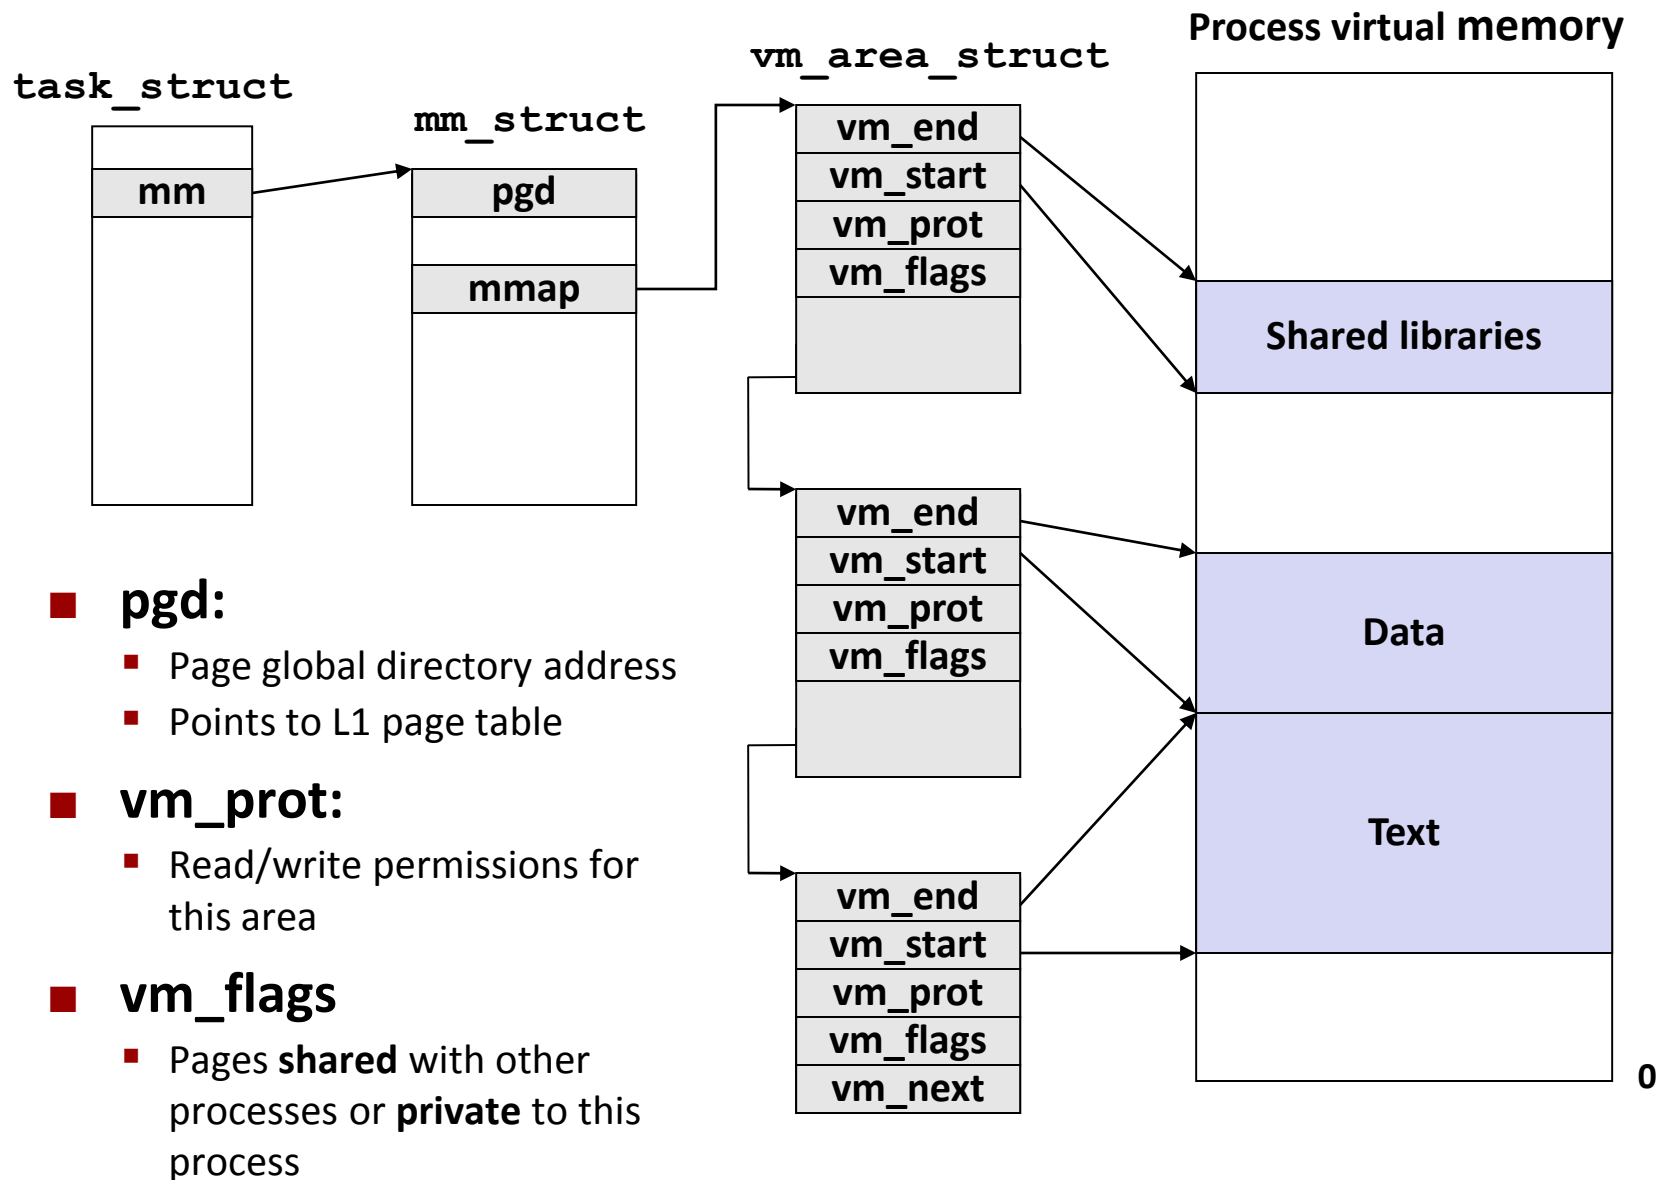 Process virtual memory
vm_area_struct
task_struct
mm_struct
vm_end
vm_start
vm_prot
vm_flags
mm
pgd
mmap
Shared libraries
vm_end
vm_start
vm_prot
vm_flags
Data
Text
vm_end
vm_start
vm_prot
vm_flags
vm_next
0
pgd:
Page global directory address
Points to L1 page table
vm_prot:
Read/write permissions for
this area
vm_flags
Pages shared with other
processes or private to this
process